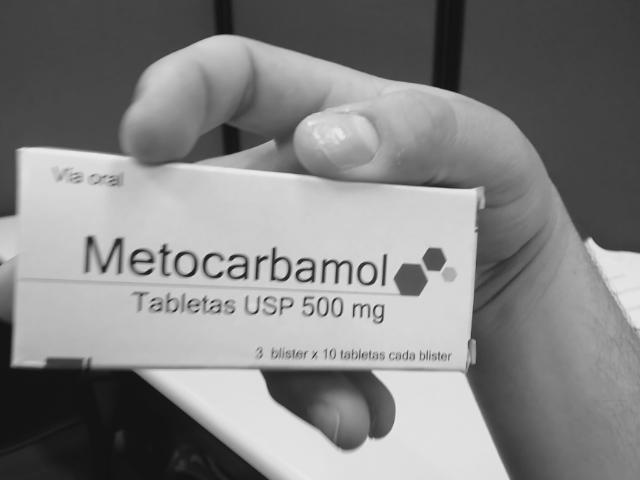 Vía oral
Metocarbamol
Tabletas USP 500 mg
3 blister x 10 tabletas cada blister